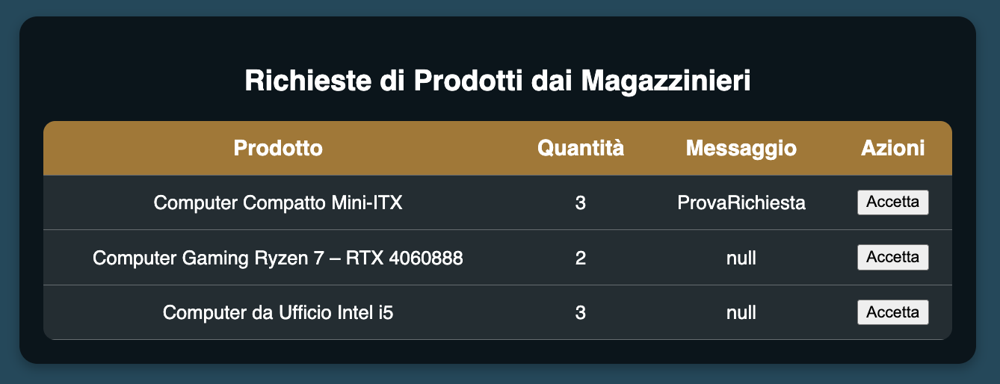 Richieste di Prodotti dai Magazzinieri
Prodotto Quantità Messaggio Azioni
Computer Compatto Mini-ITX 3 ProvaRichiesta Accetta
Computer Gaming Ryzen 7 – RTX 4060888 2 null Accetta
Computer da Ufficio Intel i5 3 null Accetta